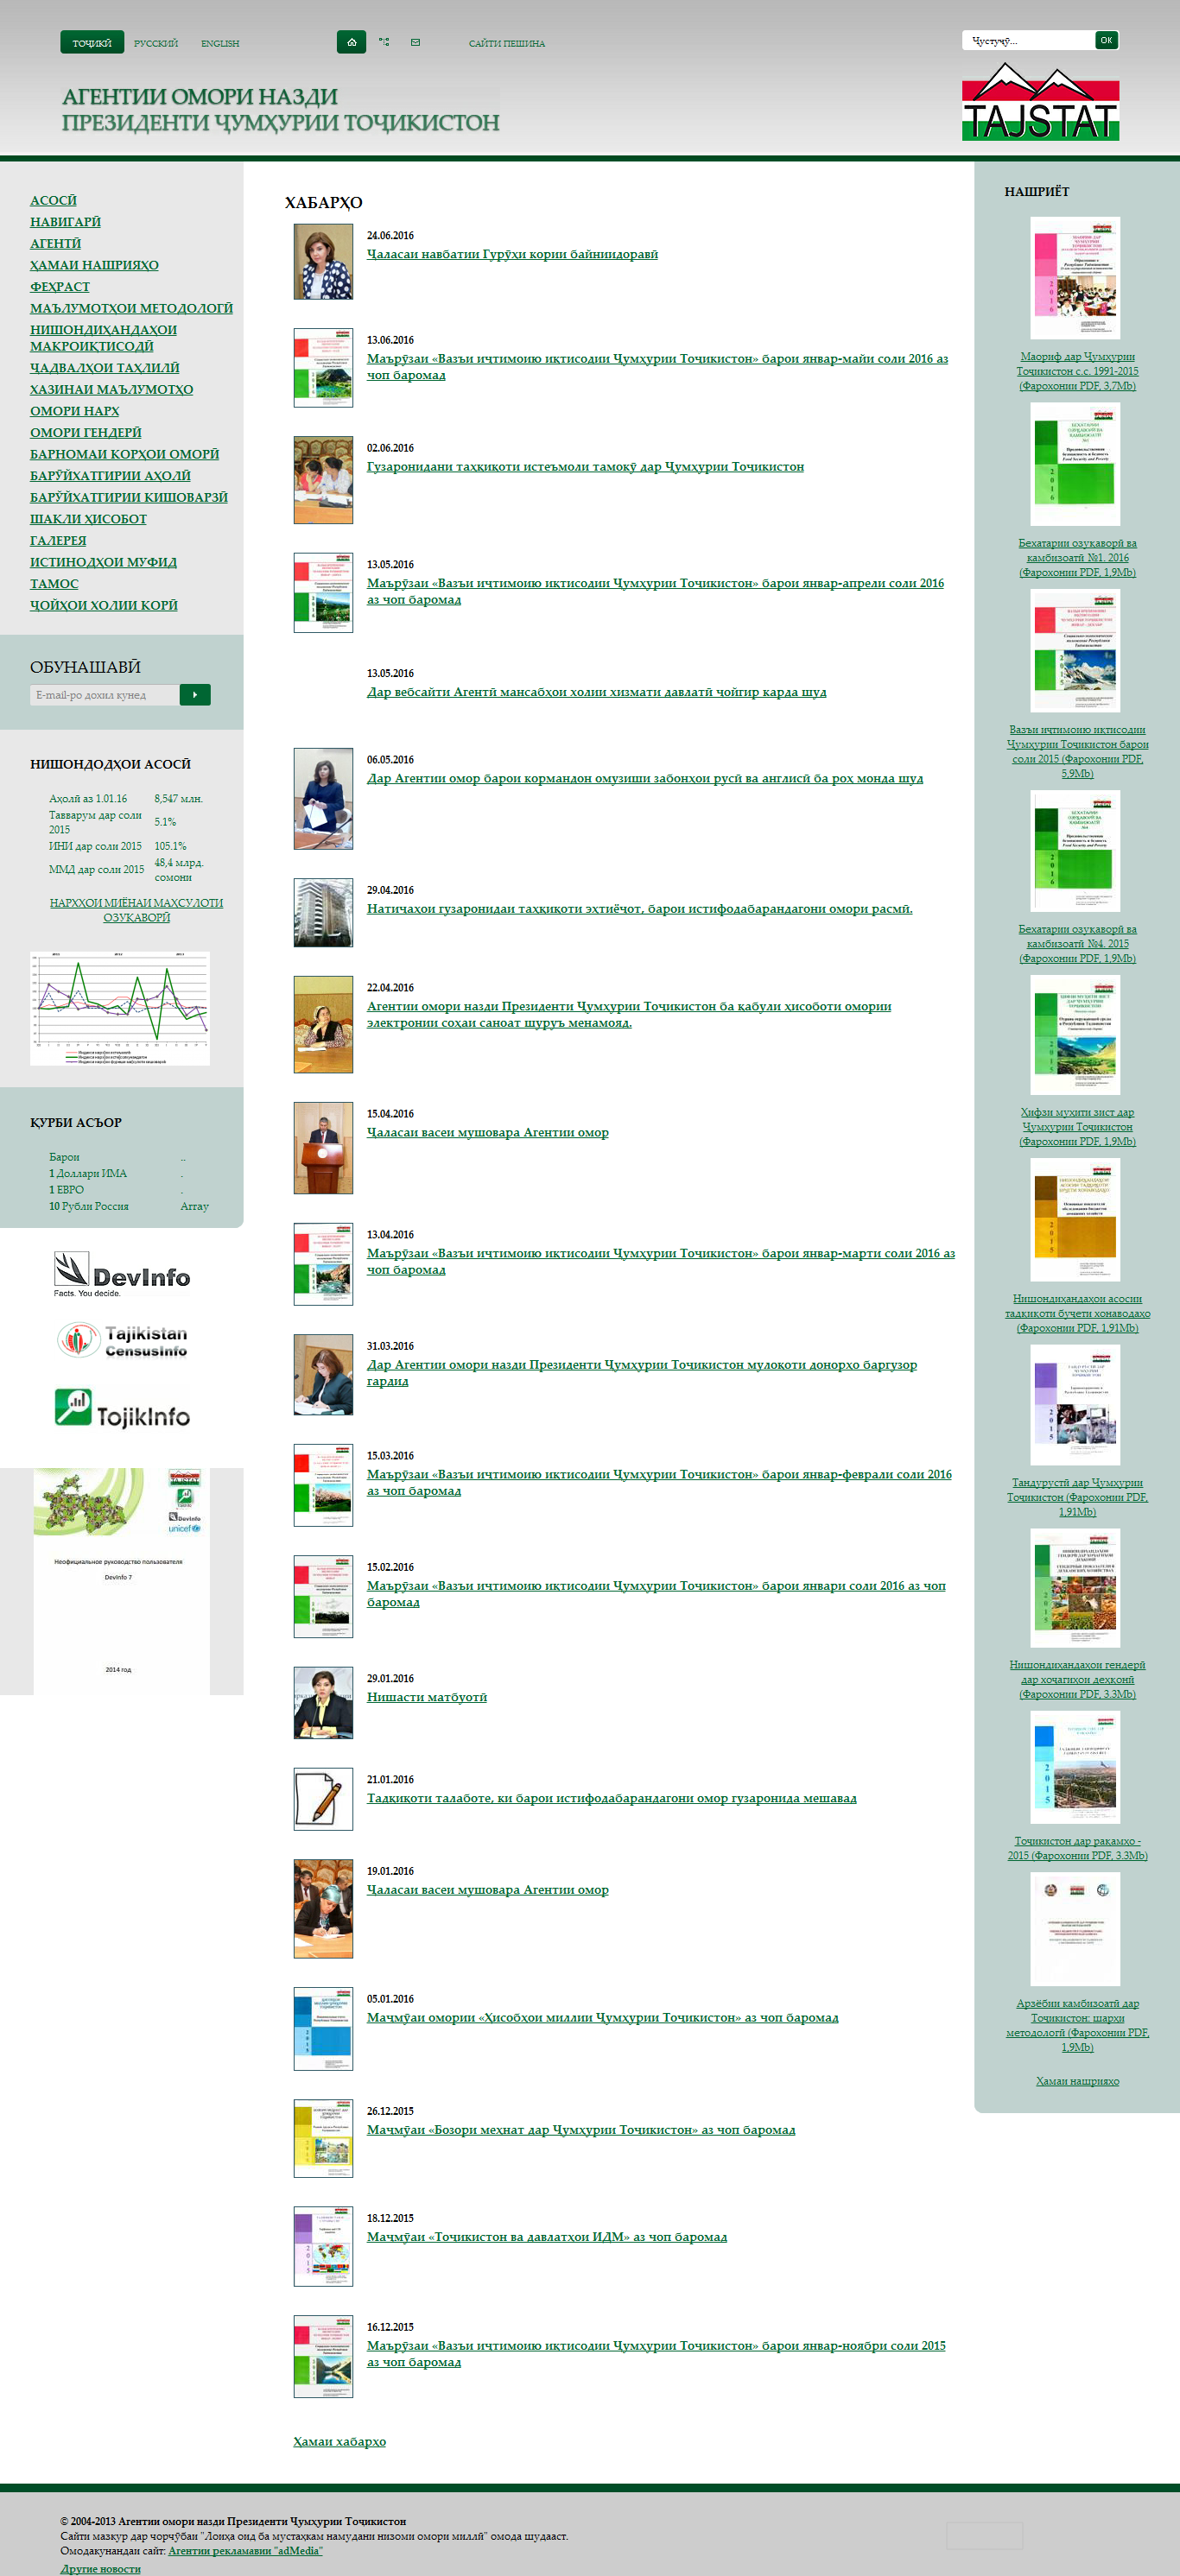 ТОҶИКӢ
РУССКИЙ
ENGLISH
САЙТИ ПЕШИНА
Ҷустуҷӯ...
OK
АГЕНТИИ ОМОРИ НАЗДИ
ПРЕЗИДЕНТИ ҶУМҲУРИИ ТОҶИКИСТОН
TAJSTAT
АСОСӢ
НАВИГАРӢ
АГЕНТӢ
ҲАМАИ НАШРИЯҲО
ФЕҲРАСТ
МАЪЛУМОТҲОИ МЕТОДОЛОГӢ
НИШОНДИҲАНДАҲОИ
МАКРОИҚТИСОДӢ
ҶАДВАЛҲОИ ТАҲЛИЛӢ
ХАЗИНАИ МАЪЛУМОТҲО
ОМОРИ НАРХ
ОМОРИ ГЕНДЕРӢ
БАРНОМАИ КОРҲОИ ОМОРӢ
БАРӮЙХАТГИРИИ АҲОЛӢ
БАРӮЙХАТГИРИИ КИШОВАРЗӢ
ШАКЛИ ҲИСОБОТ
ГАЛЕРЕЯ
ИСТИНОДҲОИ МУФИД
ТАМОС
ҶОЙҲОИ ХОЛИИ КОРӢ
ОБУНАШАВӢ
E-mail-ро дохил кунед
НИШОНДОДҲОИ АСОСӢ
Аҳолӣ аз 1.01.16 8,547 млн.
Тавварум дар соли
2015 5.1%
ИНИ дар соли 2015 105.1%
ММД дар соли 2015 48,4 млрд.
сомони
НАРХҲОИ МИЁНАИ МАҲСУЛОТИ
ОЗУҚАВОРӢ
ҚУРБИ АСЪОР
Барои ..
1 Доллари ИМА .
1 ЕВРО .
10 Рубли Россия Array
DevInfo
Facts. You decide.
Tajikistan
CensusInfo
TojikInfo
TAJSTAT
DevInfo
unicef
Неофициальное руководство пользователя
DevInfo 7
2014 год
ХАБАРҲО
24.06.2016
Ҷаласаи навбатии Гурӯҳи кории байниидоравӣ
13.06.2016
Маърӯзаи «Вазъи иҷтимоию иқтисодии Ҷумҳурии Тоҷикистон» барои январ-майи соли 2016 аз
чоп баромад
02.06.2016
Гузаронидани таҳқиқоти истеъмоли тамокӯ дар Ҷумҳурии Тоҷикистон
13.05.2016
Маърӯзаи «Вазъи иҷтимоию иқтисодии Ҷумҳурии Тоҷикистон» барои январ-апрели соли 2016
аз чоп баромад
13.05.2016
Дар вебсайти Агентӣ мансабҳои холии хизмати давлатӣ ҷойгир карда шуд
06.05.2016
Дар Агентии омор барои кормандон омузиши забонҳои русӣ ва англисӣ ба роҳ монда шуд
29.04.2016
Натиҷаҳои гузаронидаи таҳқиқоти эҳтиёҷот, барои истифодабарандагони омори расмӣ.
22.04.2016
Агентии омори назди Президенти Ҷумҳурии Тоҷикистон ба қабули ҳисоботи омории
электронии соҳаи саноат шуруъ менамояд.
15.04.2016
Ҷаласаи васеи мушовара Агентии омор
13.04.2016
Маърӯзаи «Вазъи иҷтимоию иқтисодии Ҷумҳурии Тоҷикистон» барои январ-марти соли 2016 аз
чоп баромад
31.03.2016
Дар Агентии омори назди Президенти Ҷумҳурии Тоҷикистон мулоқоти донорҳо баргузор
гардид
15.03.2016
Маърӯзаи «Вазъи иҷтимоию иқтисодии Ҷумҳурии Тоҷикистон» барои январ-феврали соли 2016
аз чоп баромад
15.02.2016
Маърӯзаи «Вазъи иҷтимоию иқтисодии Ҷумҳурии Тоҷикистон» барои январи соли 2016 аз чоп
баромад
29.01.2016
Нишасти матбуотӣ
21.01.2016
Тадқиқоти талаботе, ки барои истифодабарандагони омор гузаронида мешавад
19.01.2016
Ҷаласаи васеи мушовара Агентии омор
05.01.2016
Маҷмӯаи омории «Ҳисобҳои миллии Ҷумҳурии Тоҷикистон» аз чоп баромад
26.12.2015
Маҷмӯаи «Бозори меҳнат дар Ҷумҳурии Тоҷикистон» аз чоп баромад
18.12.2015
Маҷмӯаи «Тоҷикистон ва давлатҳои ИДМ» аз чоп баромад
16.12.2015
Маърӯзаи «Вазъи иҷтимоию иқтисодии Ҷумҳурии Тоҷикистон» барои январ-ноябри соли 2015
аз чоп баромад
Ҳамаи хабарҳо
НАШРИЁТ
Маориф дар Ҷумҳурии
Тоҷикистон с.с. 1991-2015
(Фарохонии PDF, 3,7Mb)
Бехатарии озуқаворӣ ва
камбизоатӣ №1. 2016
(Фарохонии PDF, 1,9Mb)
Вазъи иҷтимоию иқтисодии
Ҷумҳурии Тоҷикистон барои
соли 2015 (Фарохонии PDF,
5,9Mb)
Бехатарии озуқаворӣ ва
камбизоатӣ №4. 2015
(Фарохонии PDF, 1,9Mb)
Ҳифзи муҳити зист дар
Ҷумҳурии Тоҷикистон
(Фарохонии PDF, 1,9Mb)
Нишондиҳандаҳои асосии
тадқиқоти буҷети хонаводаҳо
(Фарохонии PDF, 1,91Mb)
Тандурустӣ дар Ҷумҳурии
Тоҷикистон (Фарохонии PDF,
1,91Mb)
Нишондиҳандаҳои гендерӣ
дар хоҷагиҳои деҳқонӣ
(Фарохонии PDF, 3.3Mb)
Тоҷикистон дар рақамҳо -
2015 (Фарохонии PDF, 3.3Mb)
Арзёбии камбизоатӣ дар
Тоҷикистон: шарҳи
методологӣ (Фарохонии PDF,
1,9Mb)
Ҳамаи нашрияҳо
© 2004-2013 Агентии омори назди Президенти Ҷумҳурии Тоҷикистон
Сайти мазкур дар чорчӯбаи "Лоиҳа оид ба мустаҳкам намудани низоми омори миллӣ" омода шудааст.
Омодакунандаи сайт: Агентии рекламавии "adMedia"
Другие новости